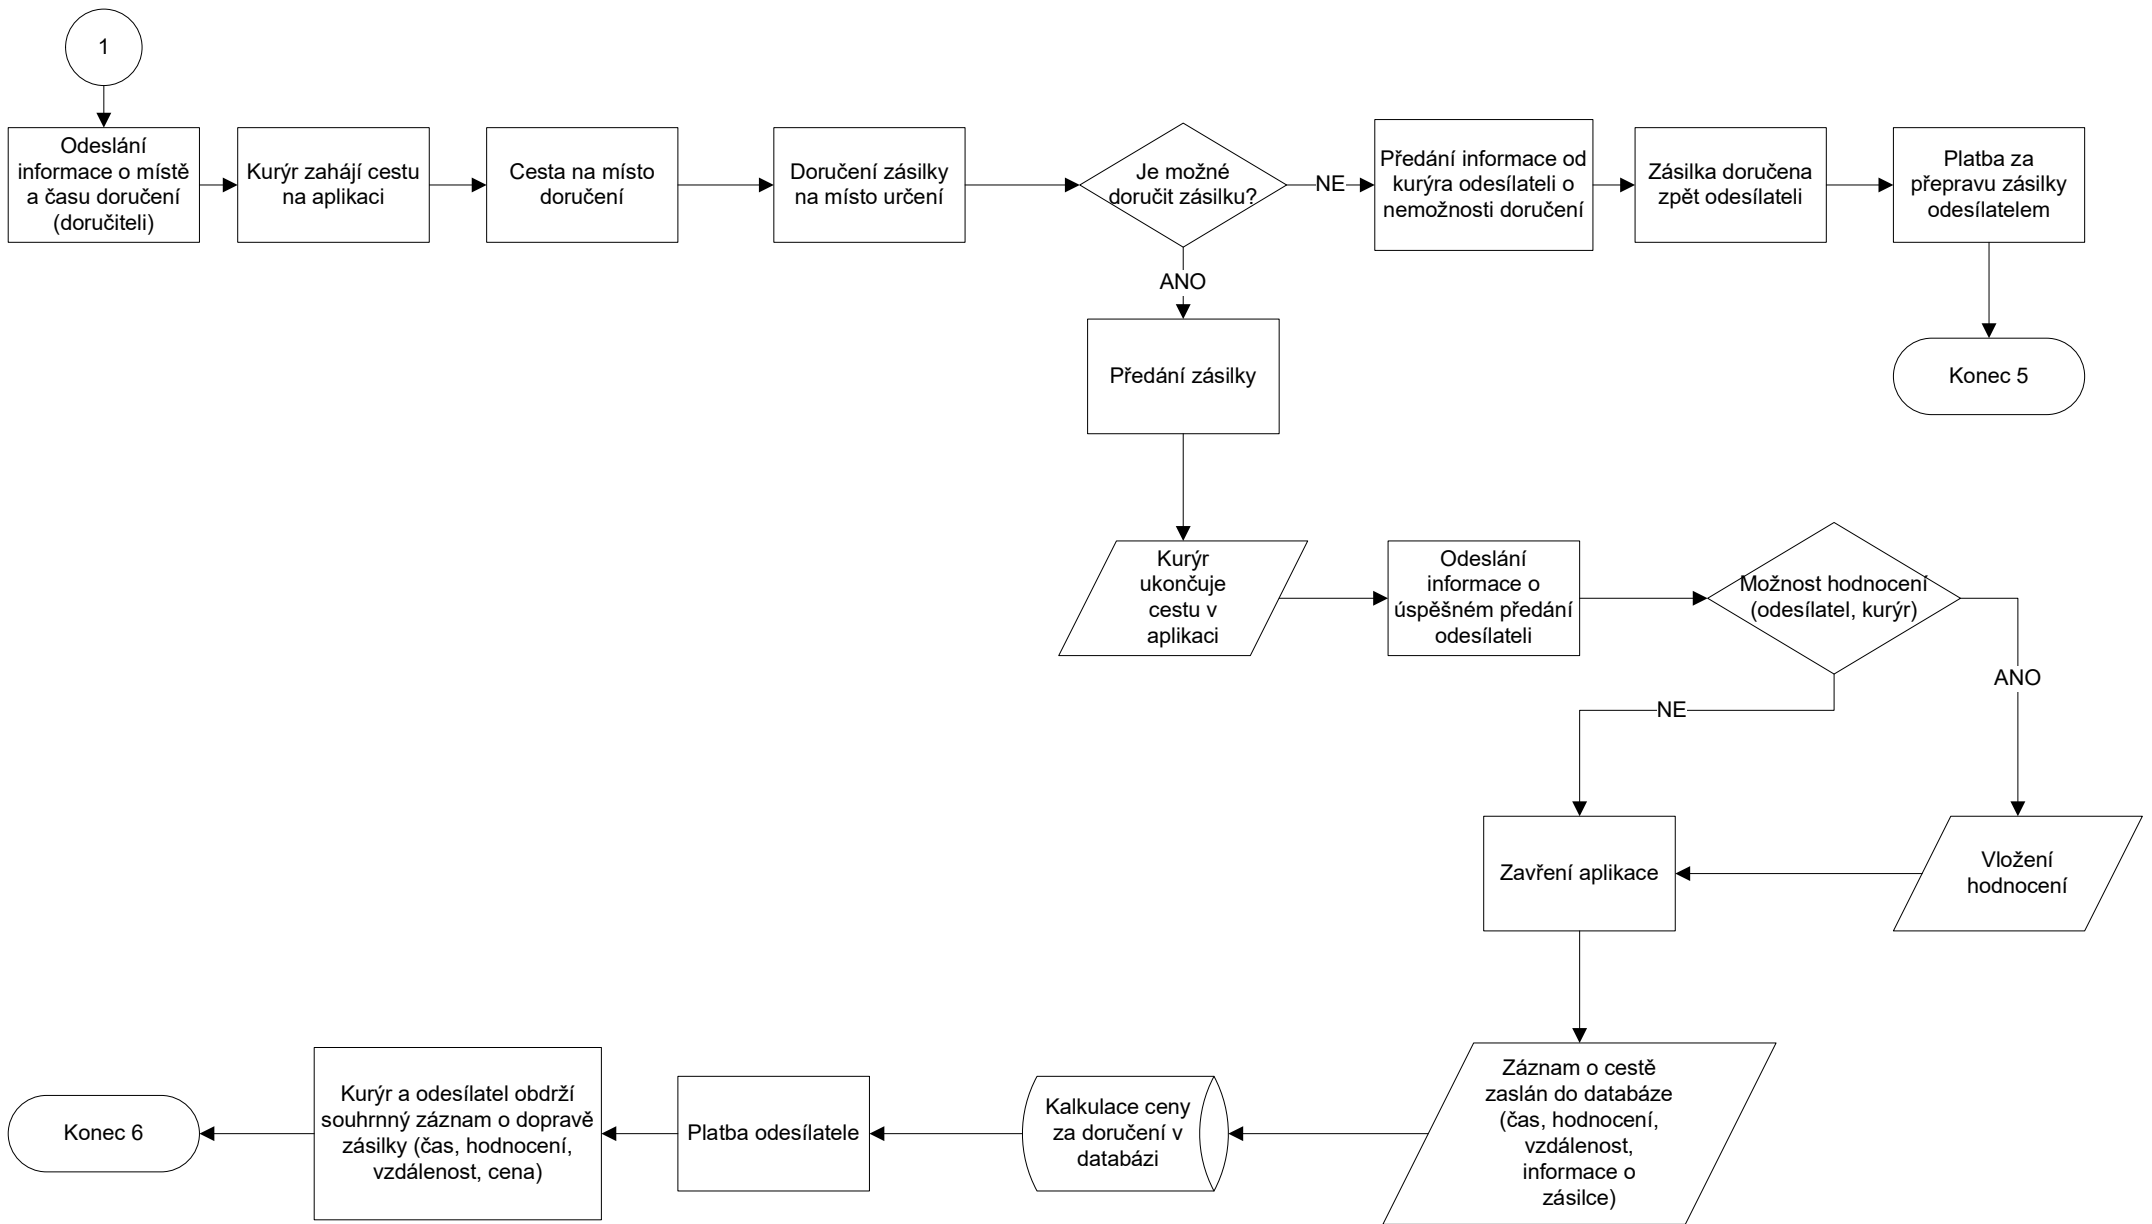 1
Odeslání
informace o místě
a času doručení
(doručiteli)
Kurýr zahájí cestu
na aplikaci
Cesta na místo
doručení
Doručení zásilky
na místo určení
Je možné
doručit zásilku?
NE
Předání informace od
kurýra odesílateli o
nemožnosti doručení
Zásilka doručena
zpět odesílateli
Platba za
přepravu zásilky
odesílatelem
ANO
Předání zásilky
Konec 5
Kurýr
ukončuje
cestu v
aplikaci
Odeslání
informace o
úspěšném předání
odesílateli
Možnost hodnocení
(odesílatel, kurýr)
ANO
NE
Zavření aplikace
Vložení
hodnocení
Konec 6
Kurýr a odesílatel obdrží
souhrnný záznam o dopravě
zásilky (čas, hodnocení,
vzdálenost, cena)
Platba odesílatele
Kalkulace ceny
za doručení v
databázi
Záznam o cestě
zaslán do databáze
(čas, hodnocení,
vzdálenost,
informace o
zásilce)